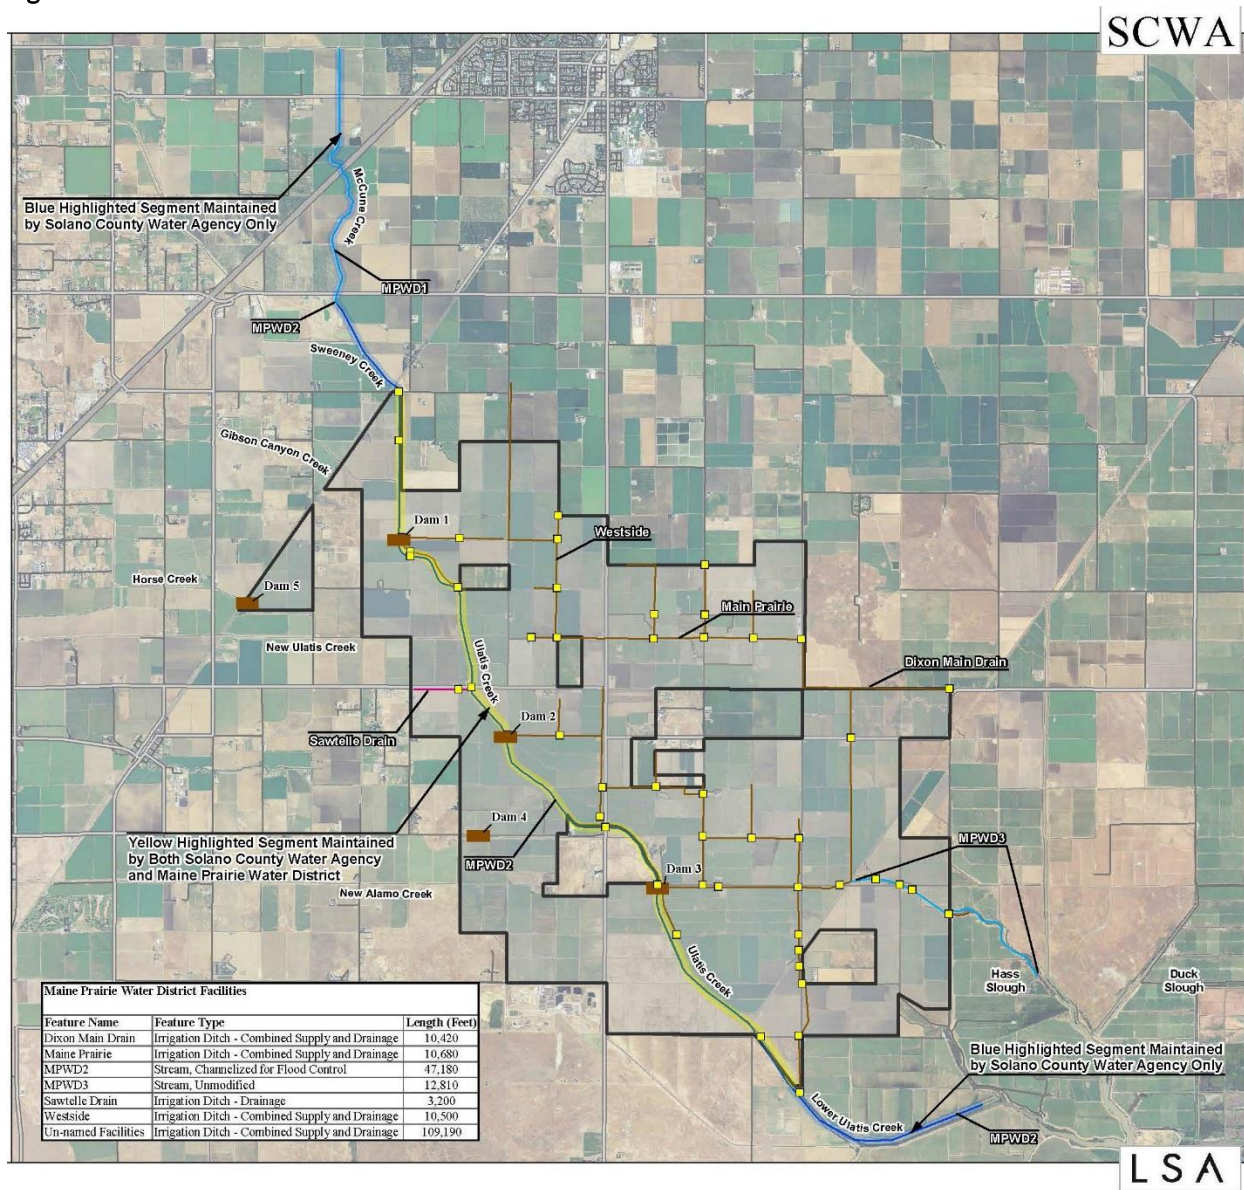 SCWA
McCune Creek
Blue Highlighted Segment Maintained
by Solano County Water Agency Only
MPWD1
MPWD2
Sweeney Creek
Gibson Canyon Creek
Dam 1
Westside
Horse Creek
Dam 5
Main Prairie
New Ulatis Creek
Ulatis Creek
Dixon Main Drain
Sawtelle Drain
Dam 2
Dam 4
Yellow Highlighted Segment Maintained
by Both Solano County Water Agency
and Maine Prairie Water District
MPWD2
MPWD3
Dam 3
New Alamo Creek
Ulatis Creek
Hass
Slough
Duck
Slough
Maine Prairie Water District Facilities
Feature Name Feature Type Length (Feet)
Dixon Main Drain Irrigation Ditch - Combined Supply and Drainage 10,420
Maine Prairie Irrigation Ditch - Combined Supply and Drainage 10,680
MPWD2 Stream, Channelized for Flood Control 47,180
MPWD3 Stream, Unmodified 12,810
Sawtelle Drain Irrigation Ditch - Drainage 3,200
Westside Irrigation Ditch - Combined Supply and Drainage 10,500
Un-named Facilities Irrigation Ditch - Combined Supply and Drainage 109,190
Blue Highlighted Segment Maintained
by Solano County Water Agency Only
Lower Ulatis Creek
MPWD2
LSA